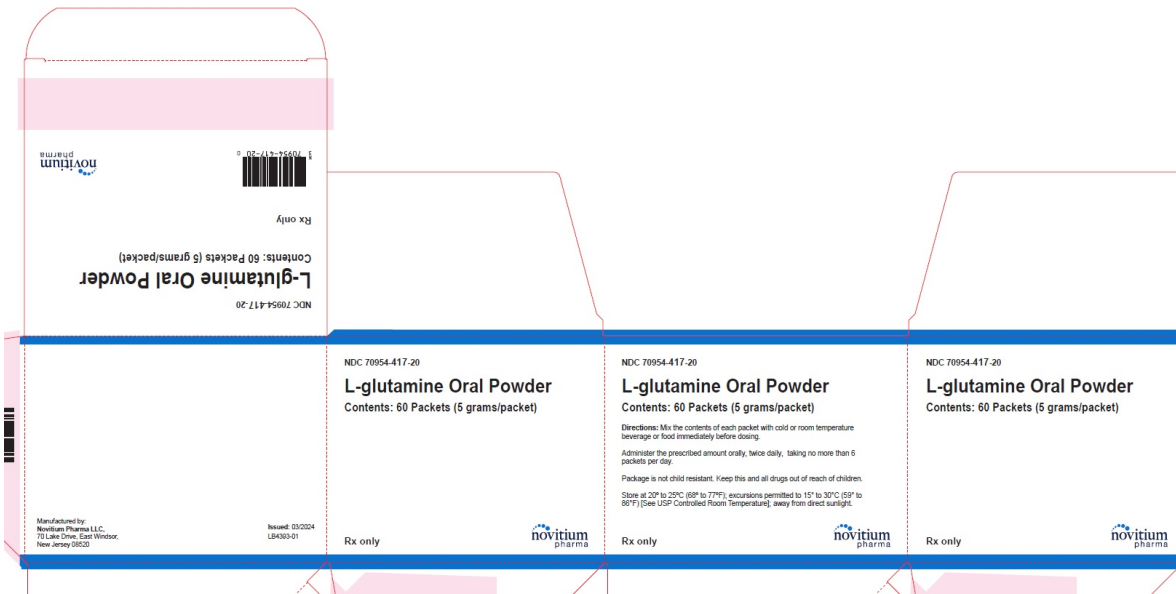 NDC 70954-417-20
L-glutamine Oral Powder
Contents: 60 Packets (5 grams/packet)
Rx only
3 70954-417-20 0
novitium
pharma
Manufactured by:
Novitium Pharma LLC,
70 Lake Drive, East Windsor,
New Jersey 08520
Issued: 03/2024
LB4393-01
NDC 70954-417-20
L-glutamine Oral Powder
Contents: 60 Packets (5 grams/packet)
Rx only
novitium
pharma
NDC 70954-417-20
L-glutamine Oral Powder
Contents: 60 Packets (5 grams/packet)
Directions: Mix the contents of each packet with cold or room temperature
beverage or food immediately before dosing.
Administer the prescribed amount orally, twice daily, taking no more than 6
packets per day.
Package is not child resistant. Keep this and all drugs out of reach of children.
Store at 20° to 25°C (68° to 77°F); excursions permitted to 15° to 30°C (59° to
86°F) [See USP Controlled Room Temperature]; away from direct sunlight.
Rx only
novitium
pharma
NDC 70954-417-20
L-glutamine Oral Powder
Contents: 60 Packets (5 grams/packet)
Rx only
novitium
pharma